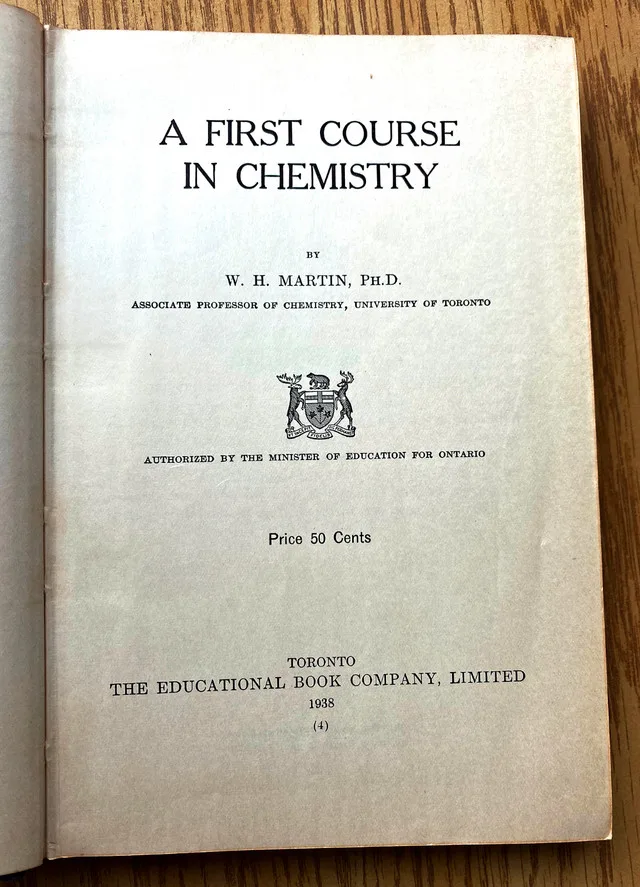 A FIRST COURSE
IN CHEMISTRY
BY
W. H. MARTIN, PH.D.
ASSOCIATE PROFESSOR OF CHEMISTRY, UNIVERSITY OF TORONTO
AUTHORIZED BY THE MINISTER OF EDUCATION FOR ONTARIO
Price 50 Cents
TORONTO
THE EDUCATIONAL BOOK COMPANY, LIMITED
1938
(4)